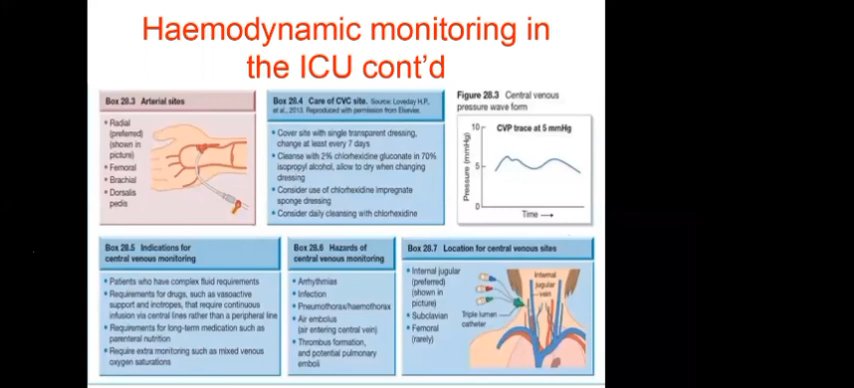 Haemodynamic monitoring in
the ICU cont'd
Box 28.3 Arterial sites
• Radial
(preferred)
(shown in
picture)
• Femoral
• Brachial
• Dorsalis
pedis
Box 28.4 Care of CVC site. Source: Loveday H.P.,
et al., 2013. Reproduced with permission from Elsevier.
• Cover site with single transparent dressing,
change at least every 7 days
• Cleanse with 2% chlorhexidine gluconate in 70%
isopropyl alcohol, allow to dry when changing
dressing
• Consider use of chlorhexidine impregnate
sponge dressing
• Consider daily cleansing with chlorhexidine
Figure 28.3 Central venous
pressure wave form
CVP trace at 5 mmHg
Pressure (mmHg)
10
5
0
Time
Box 28.5 Indications for
central venous monitoring
• Patients who have complex fluid requirements
• Requirements for drugs, such as vasoactive
support and inotropes, that require continuous
infusion via central lines rather than a peripheral line
• Requirements for long-term medication such as
parenteral nutrition
• Require extra monitoring such as mixed venous
oxygen saturations
Box 28.6 Hazards of
central venous monitoring
• Arrhythmias
• Infection
• Pneumothorax/haemothorax
• Air embolus
(air entering central vein)
• Thrombus formation,
and potential pulmonary
emboli
Box 28.7 Location for central venous sites
• Internal jugular
(preferred)
(shown in
picture)
• Subclavian
• Femoral
(rarely)
Triple lumen
catheter
Internal
jugular
vein